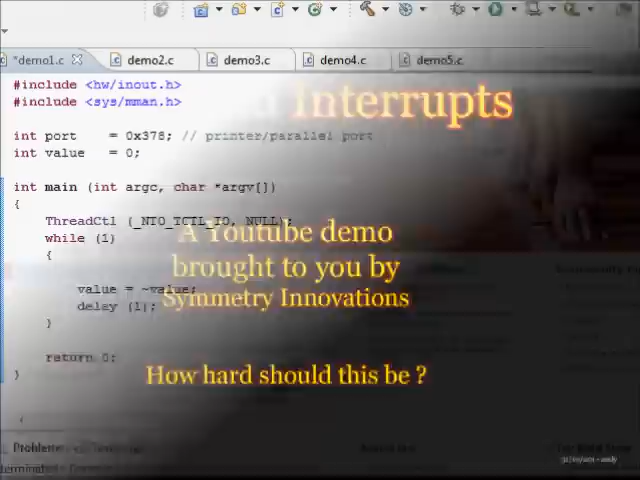 *demo1.c demo2.c demo3.c demo4.c demo5.c
#include <hw/inout.h>
#include <sys/mman.h>
Interrupts
int port = 0x378; // printer/parallel port
int value = 0;
int main (int argc, char *argv[])
{
ThreadCtl (_NTO_TCTL_IO, NULL);
while (1)
{
value = ~value;
delay (1);
}
return 0;
}
A Youtube demo
brought to you by
Symmetry Innovations
How hard should this be ?
Problems